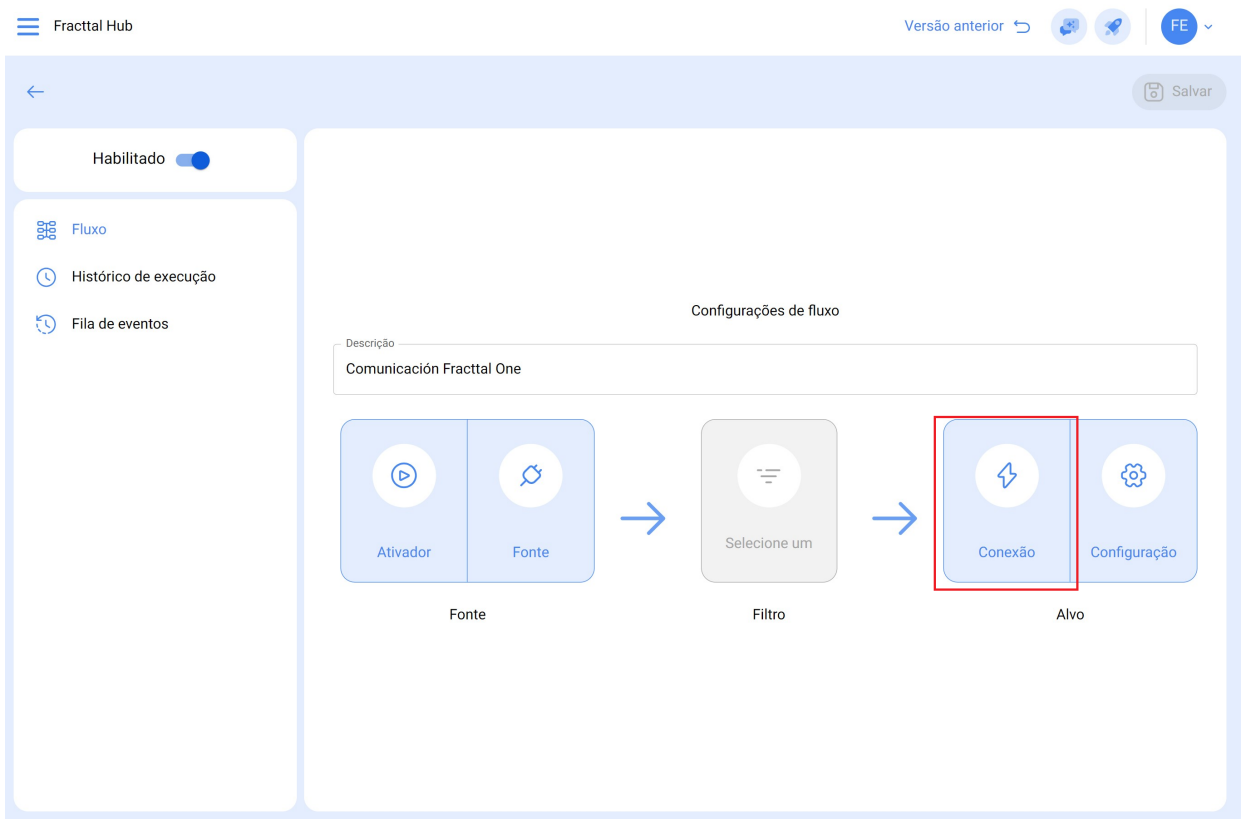 Fracttal Hub
Versão anterior
FE
Salvar
Habilitado
Fluxo
Histórico de execução
Fila de eventos
Configurações de fluxo
Descrição
Comunicación Fracttal One
Ativador
Fonte
Selecione um
Conexão
Configuração
Fonte
Filtro
Alvo